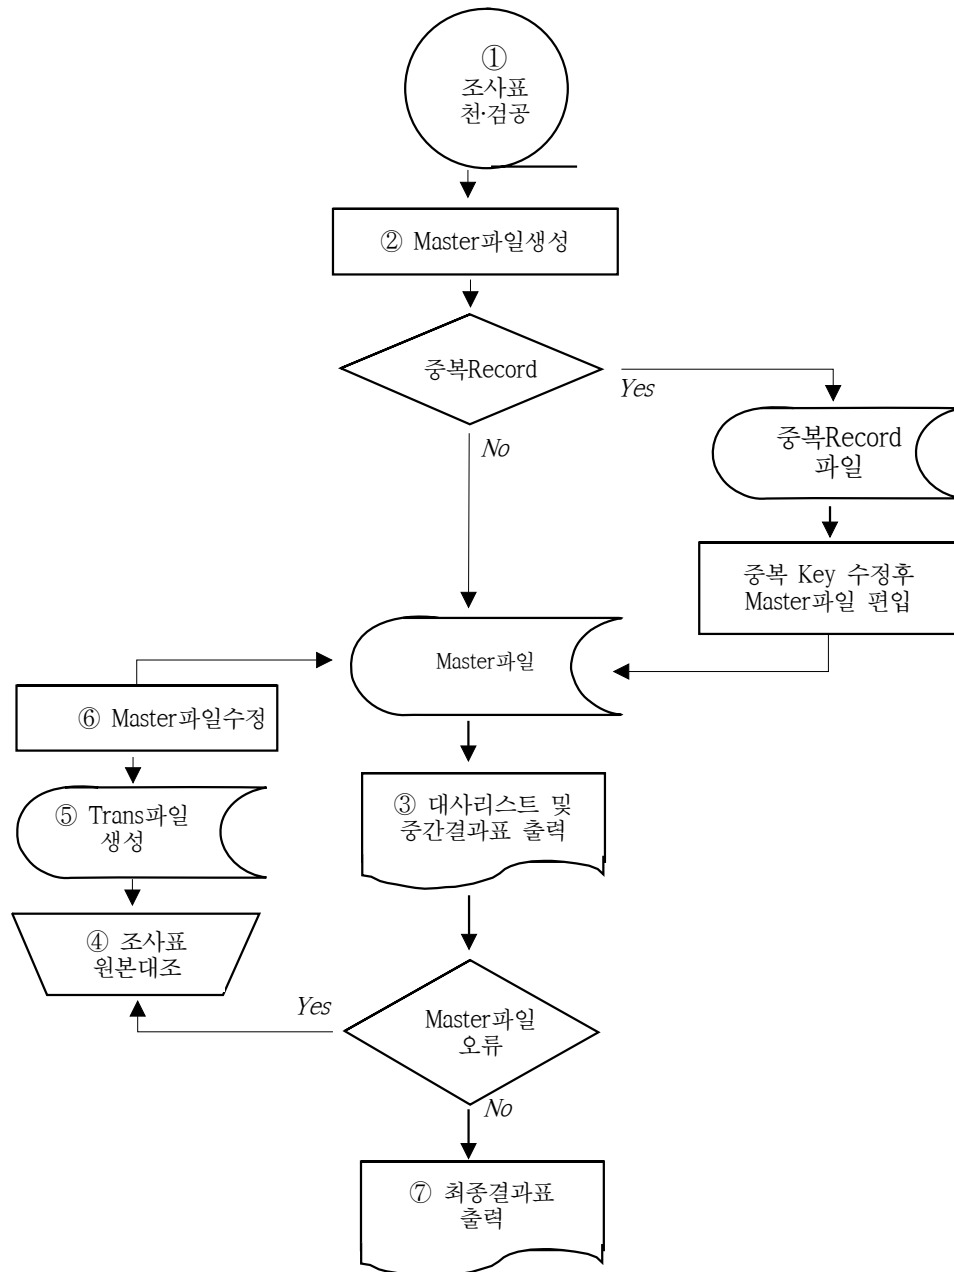 ①
조사표
천·검공
② Master파일생성
중복Record
Yes
No
중복Record
파일
중복 Key 수정후
Master파일 편입
Master파일
⑥ Master파일수정
⑤ Trans파일
생성
③ 대사리스트 및
중간결과표 출력
④ 조사표
원본대조
Yes
Master파일
오류
No
⑦ 최종결과표
출력